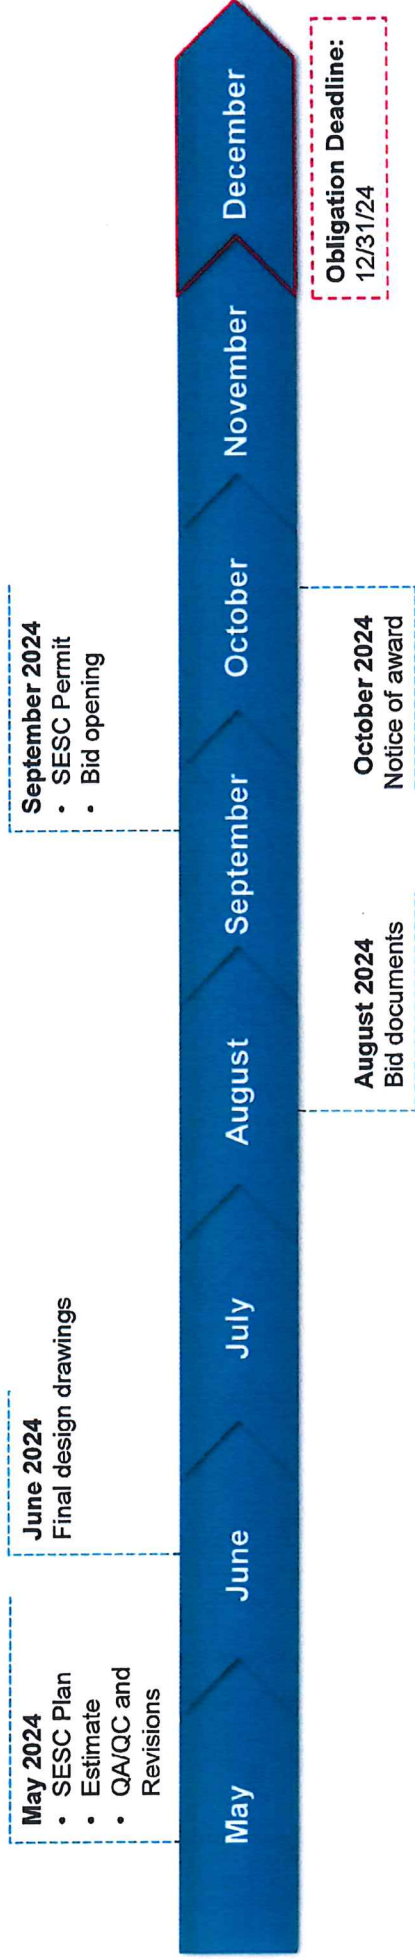 May 2024
• SESC Plan
• Estimate
• QA/QC and
Revisions
June 2024
Final design drawings
September 2024
• SESC Permit
• Bid opening
May
June
July
August
September
October
November
December
August 2024
Bid documents
October 2024
Notice of award
Obligation Deadline:
12/31/24